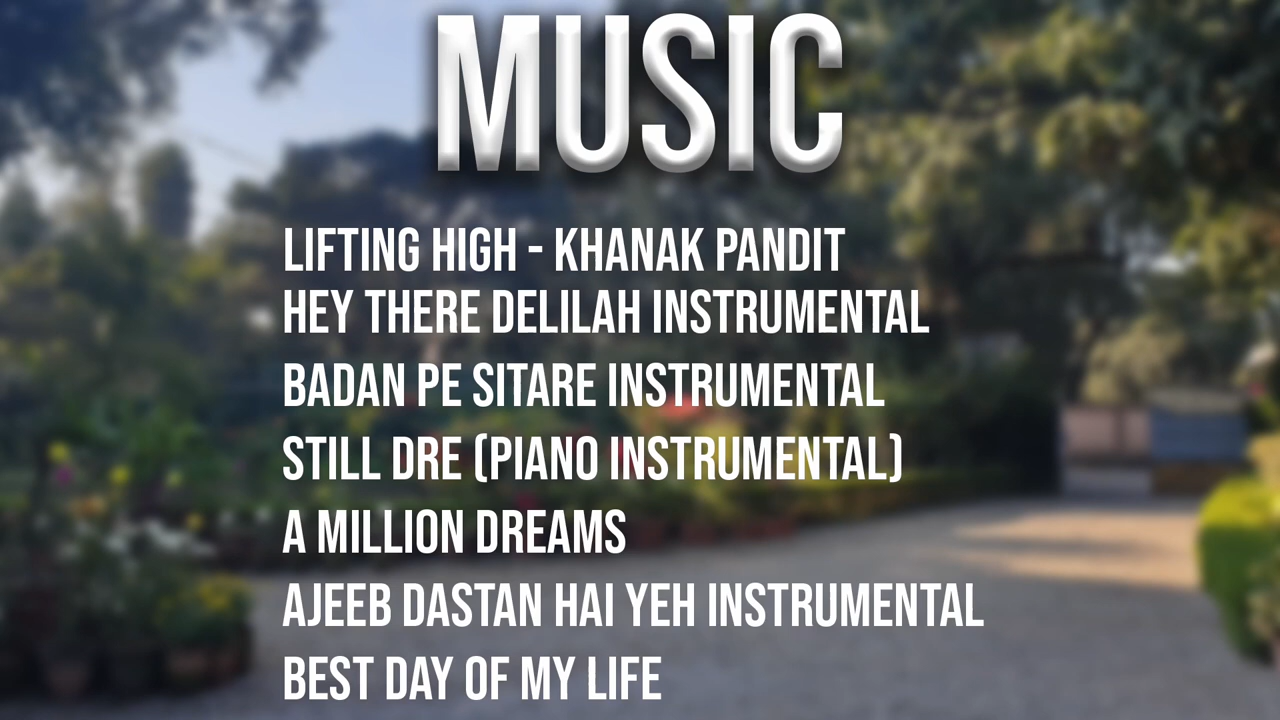 MUSIC
LIFTING HIGH - KHANAK PANDIT
HEY THERE DELILAH INSTRUMENTAL
BADAN PE SITARE INSTRUMENTAL
STILL DRE (PIANO INSTRUMENTAL)
A MILLION DREAMS
AJEEB DASTAN HAI YEH INSTRUMENTAL
BEST DAY OF MY LIFE